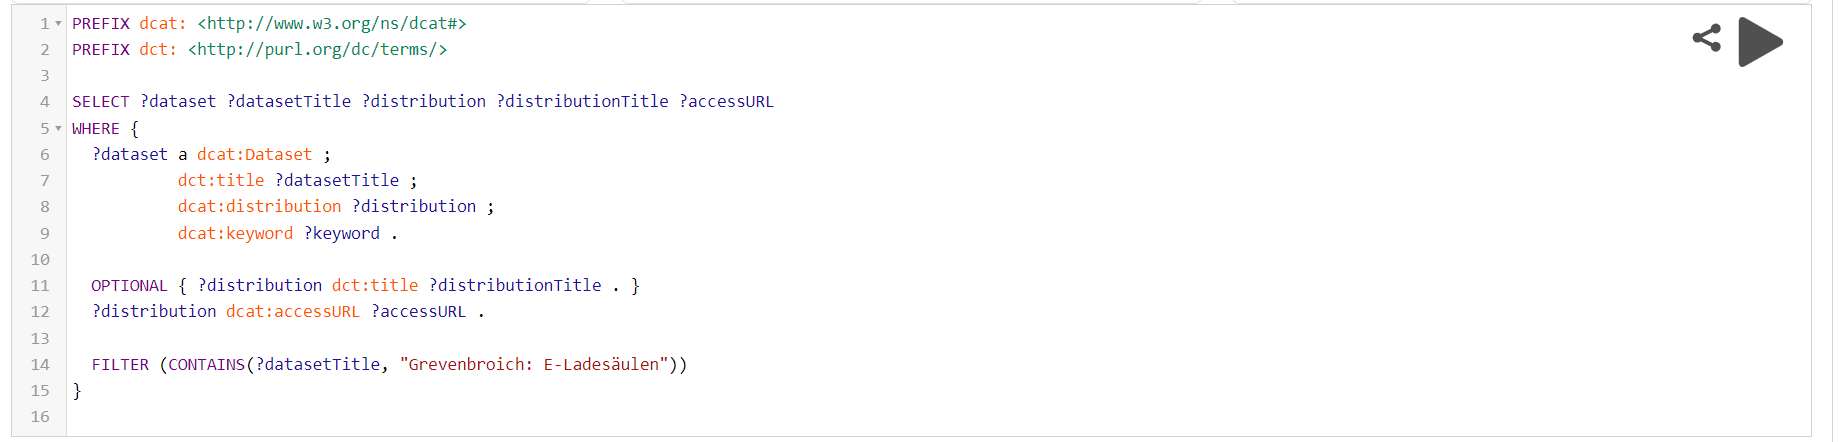 1 PREFIX dcat: <http://www.w3.org/ns/dcat#>
2 PREFIX dct: <http://purl.org/dc/terms/>
3
4 SELECT ?dataset ?datasetTitle ?distribution ?distributionTitle ?accessURL
5 WHERE {
6   ?dataset a dcat:Dataset ;
7            dct:title ?datasetTitle ;
8            dcat:distribution ?distribution ;
9            dcat:keyword ?keyword .
10
11   OPTIONAL { ?distribution dct:title ?distributionTitle . }
12   ?distribution dcat:accessURL ?accessURL .
13
14   FILTER (CONTAINS(?datasetTitle, "Grevenbroich: E-Ladesäulen"))
15 }
16